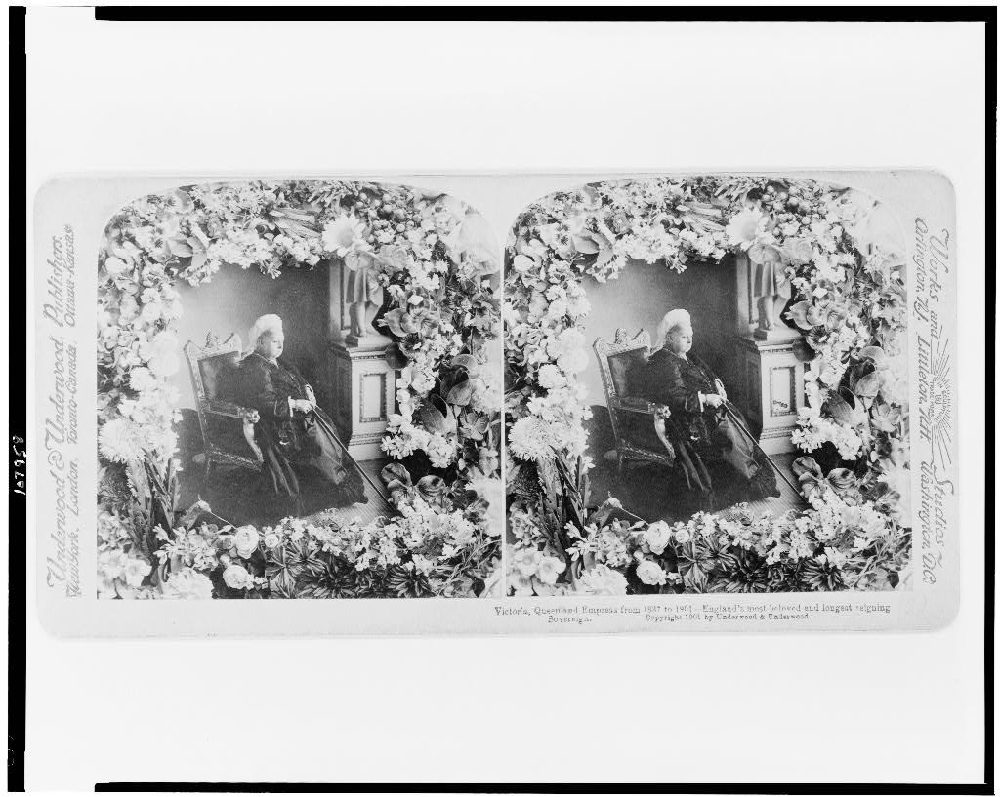 Underwood & Underwood, Publishers.
New York, London, Toronto-Canada, Ottawa-Kansas
Works and Studios
Arlington, N.J. Littleton, N.H. Washington, D.C.
Victoria, Queen and Empress from 1837 to 1901—England's most beloved and longest reigning
Sovereign. Copyright 1901 by Underwood & Underwood.
107658